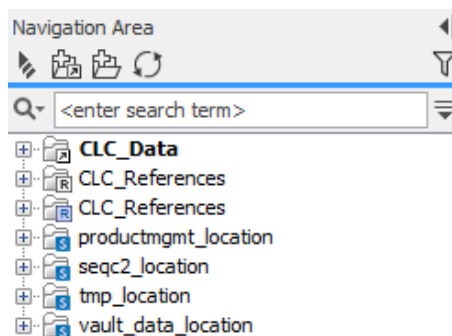 Navigation Area
<enter search term>
CLC_Data
CLC_References
CLC_References
productmgmt_location
seqc2_location
tmp_location
vault_data_location